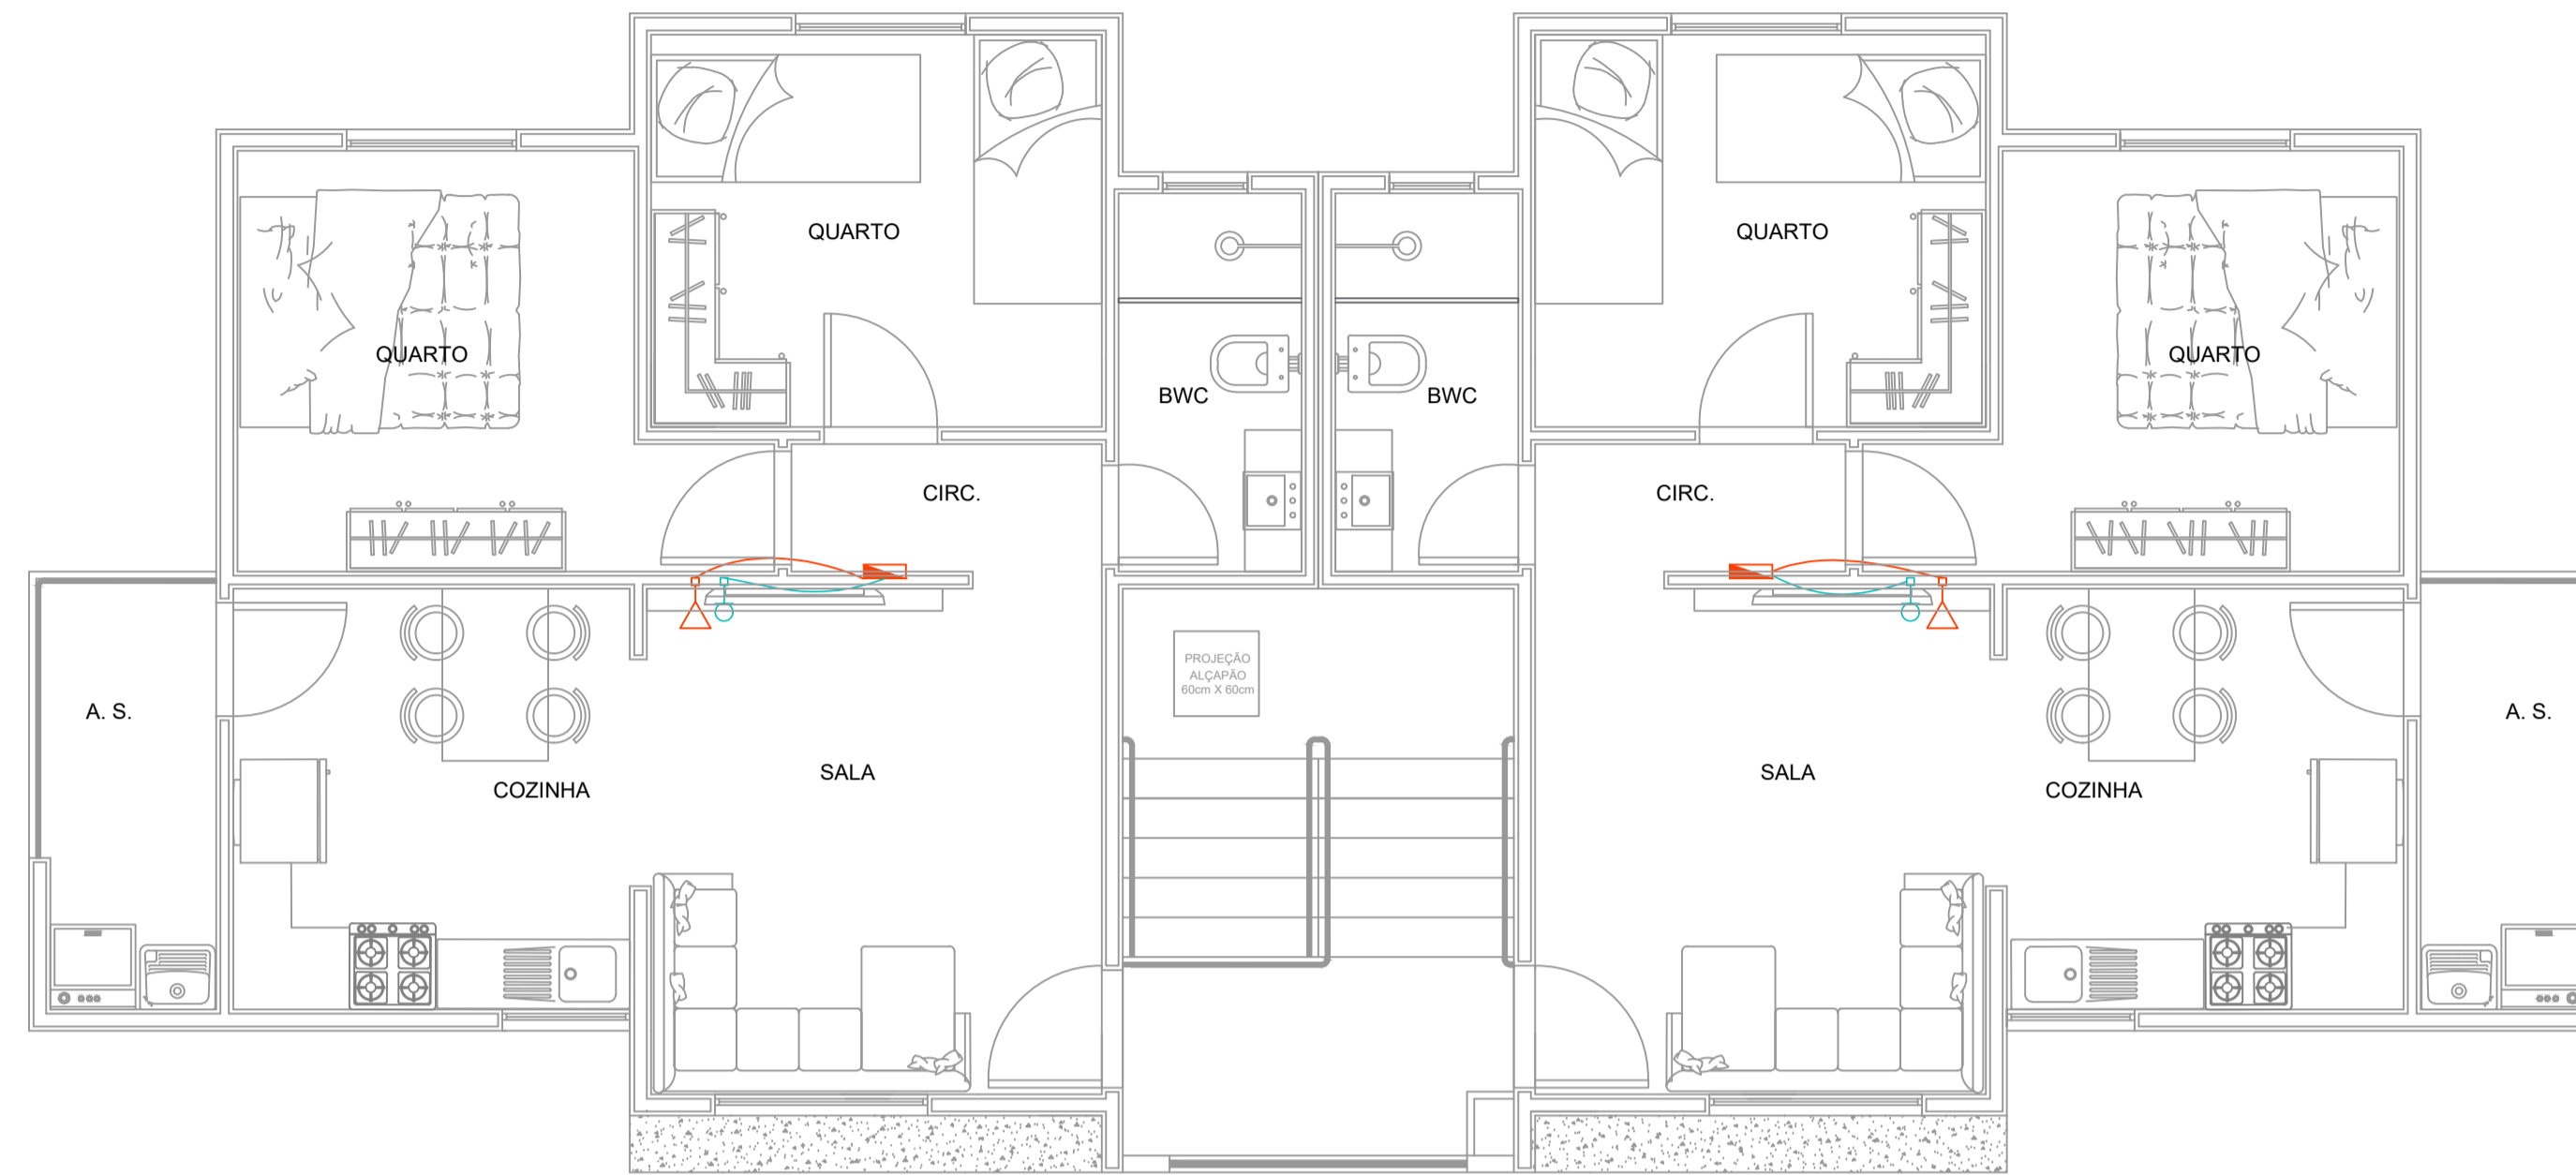 QUARTO
QUARTO
QUARTO
QUARTO
BWC
BWC
CIRC.
CIRC.
PROJEÇÃO
ALÇAPÃO
60cm X 60cm
A. S.
A. S.
SALA
SALA
COZINHA
COZINHA